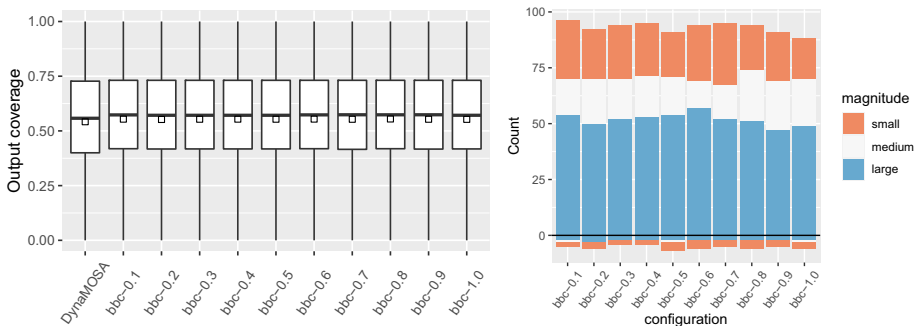 Output coverage
1.00
0.75
0.50
0.25
0.00
DynaMOSA
bbc−0.1
bbc−0.2
bbc−0.3
bbc−0.4
bbc−0.5
bbc−0.6
bbc−0.7
bbc−0.8
bbc−0.9
bbc−1.0
Count
100
75
50
25
0
bbc−0.1
bbc−0.2
bbc−0.3
bbc−0.4
bbc−0.5
bbc−0.6
bbc−0.7
bbc−0.8
bbc−0.9
bbc−1.0
configuration
magnitude
small
medium
large